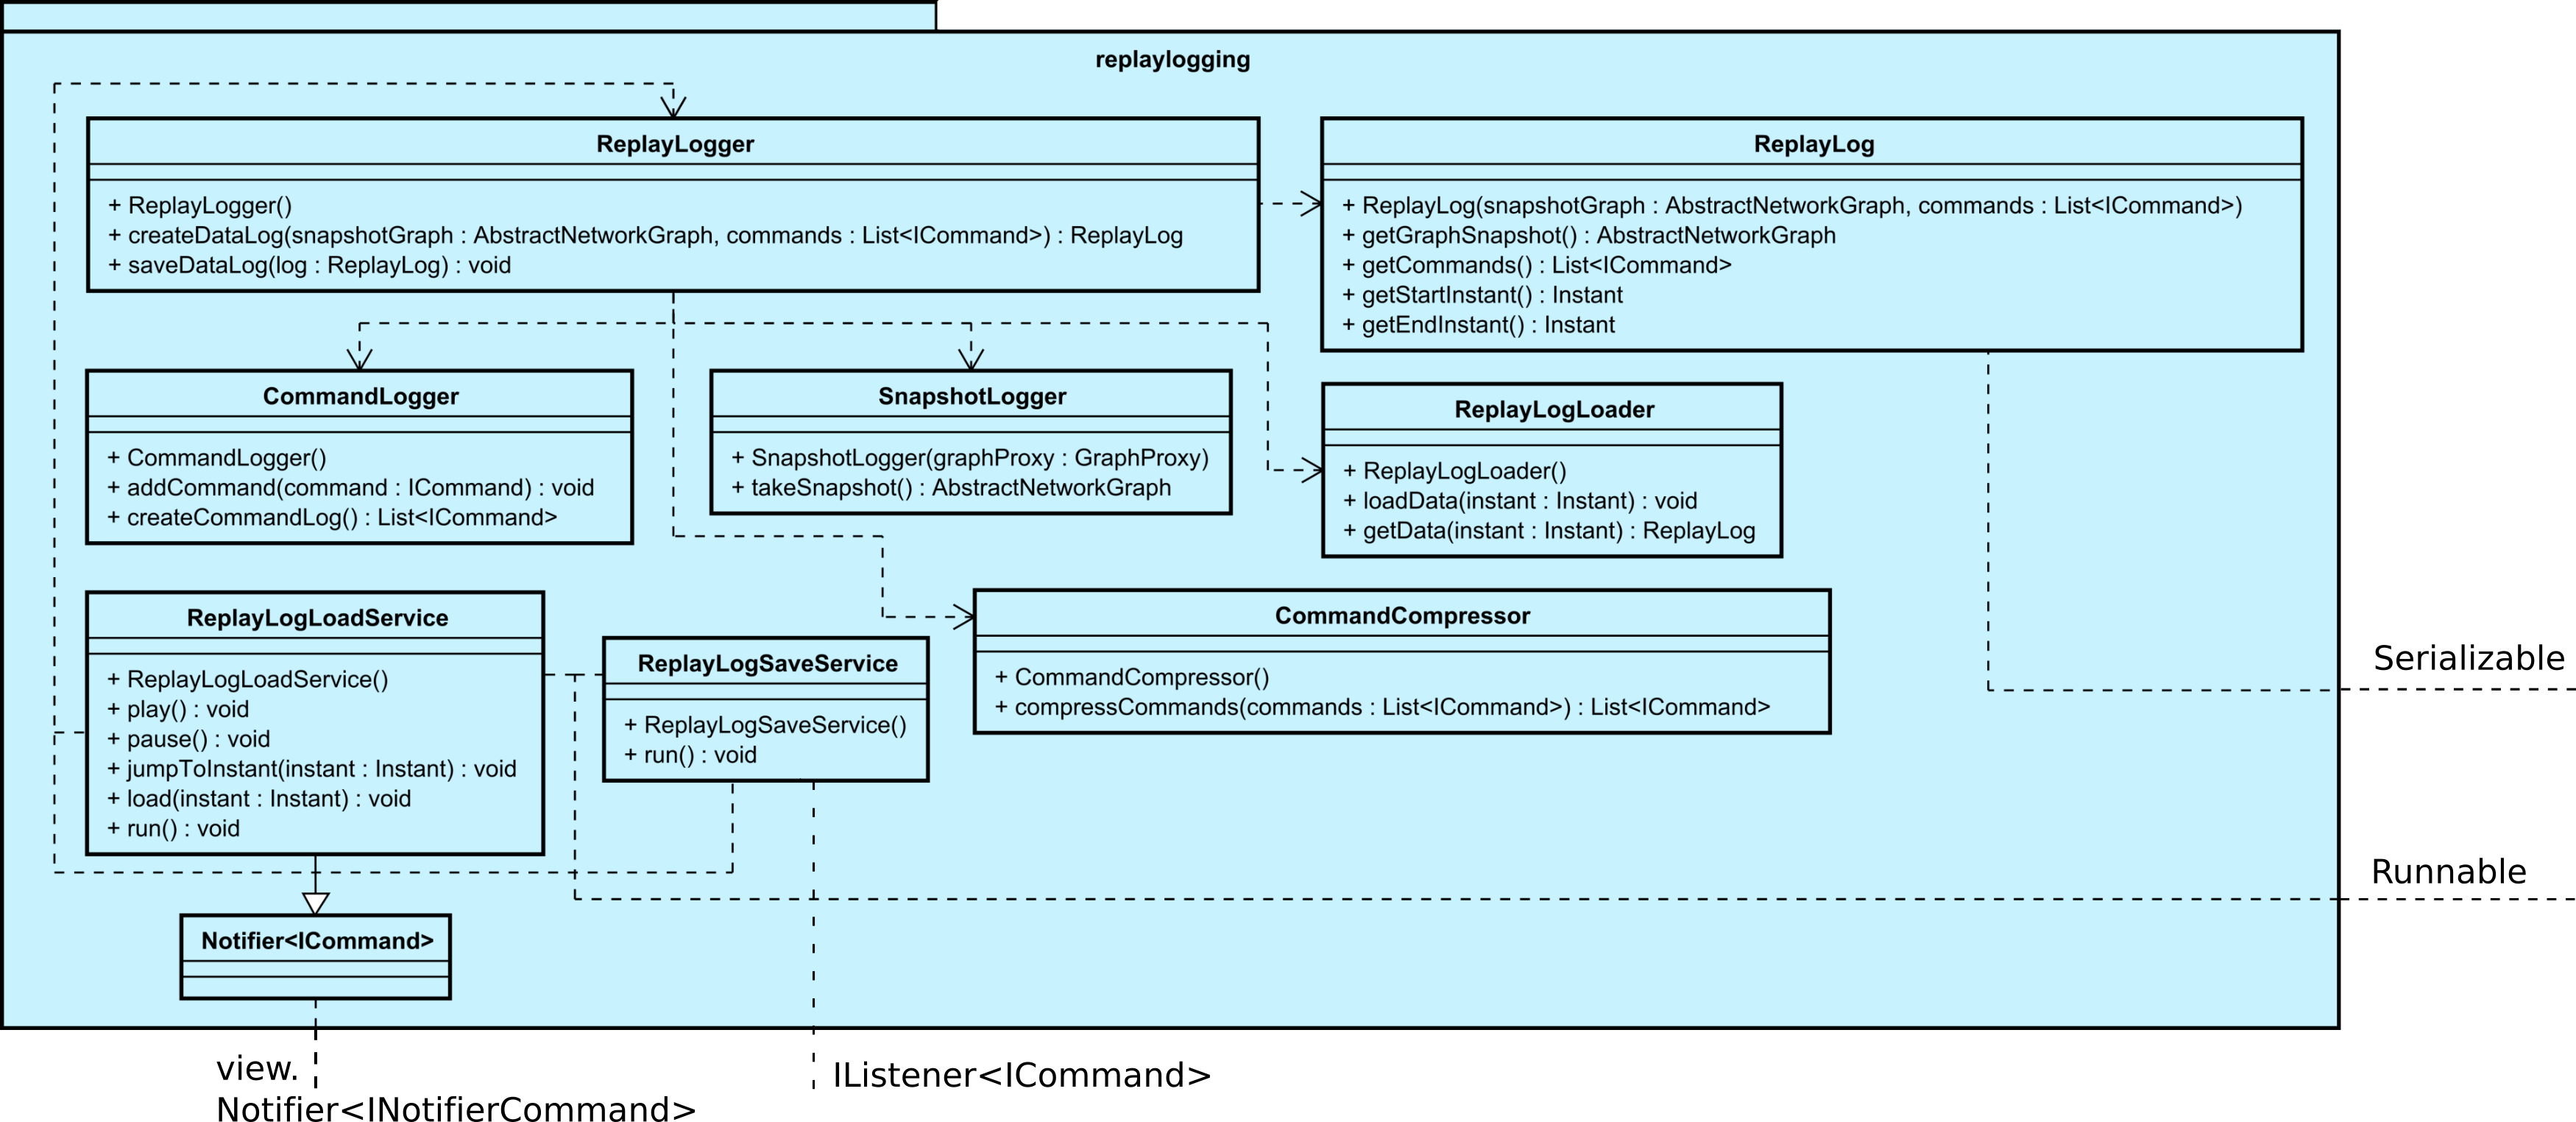 replaylogging
ReplayLogger
+ ReplayLogger()
+ createDataLog(snapshotGraph : AbstractNetworkGraph, commands : List<ICommand>) : ReplayLog
+ saveDataLog(log : ReplayLog) : void
ReplayLog
+ ReplayLog(snapshotGraph : AbstractNetworkGraph, commands : List<ICommand>)
+ getGraphSnapshot() : AbstractNetworkGraph
+ getCommands() : List<ICommand>
+ getStartInstant() : Instant
+ getEndInstant() : Instant
CommandLogger
+ CommandLogger()
+ addCommand(command : ICommand) : void
+ createCommandLog() : List<ICommand>
SnapshotLogger
+ SnapshotLogger(graphProxy : GraphProxy)
+ takeSnapshot() : AbstractNetworkGraph
ReplayLogLoader
+ ReplayLogLoader()
+ loadData(instant : Instant) : void
+ getData(instant : Instant) : ReplayLog
ReplayLogLoadService
+ ReplayLogLoadService()
+ play() : void
+ pause() : void
+ jumpToInstant(instant : Instant) : void
+ load(instant : Instant) : void
+ run() : void
ReplayLogSaveService
+ ReplayLogSaveService()
+ run() : void
CommandCompressor
+ CommandCompressor()
+ compressCommands(commands : List<ICommand>) : List<ICommand>
Serializable
Runnable
Notifier<ICommand>
view.
Notifier<INotifierCommand>
IListener<ICommand>